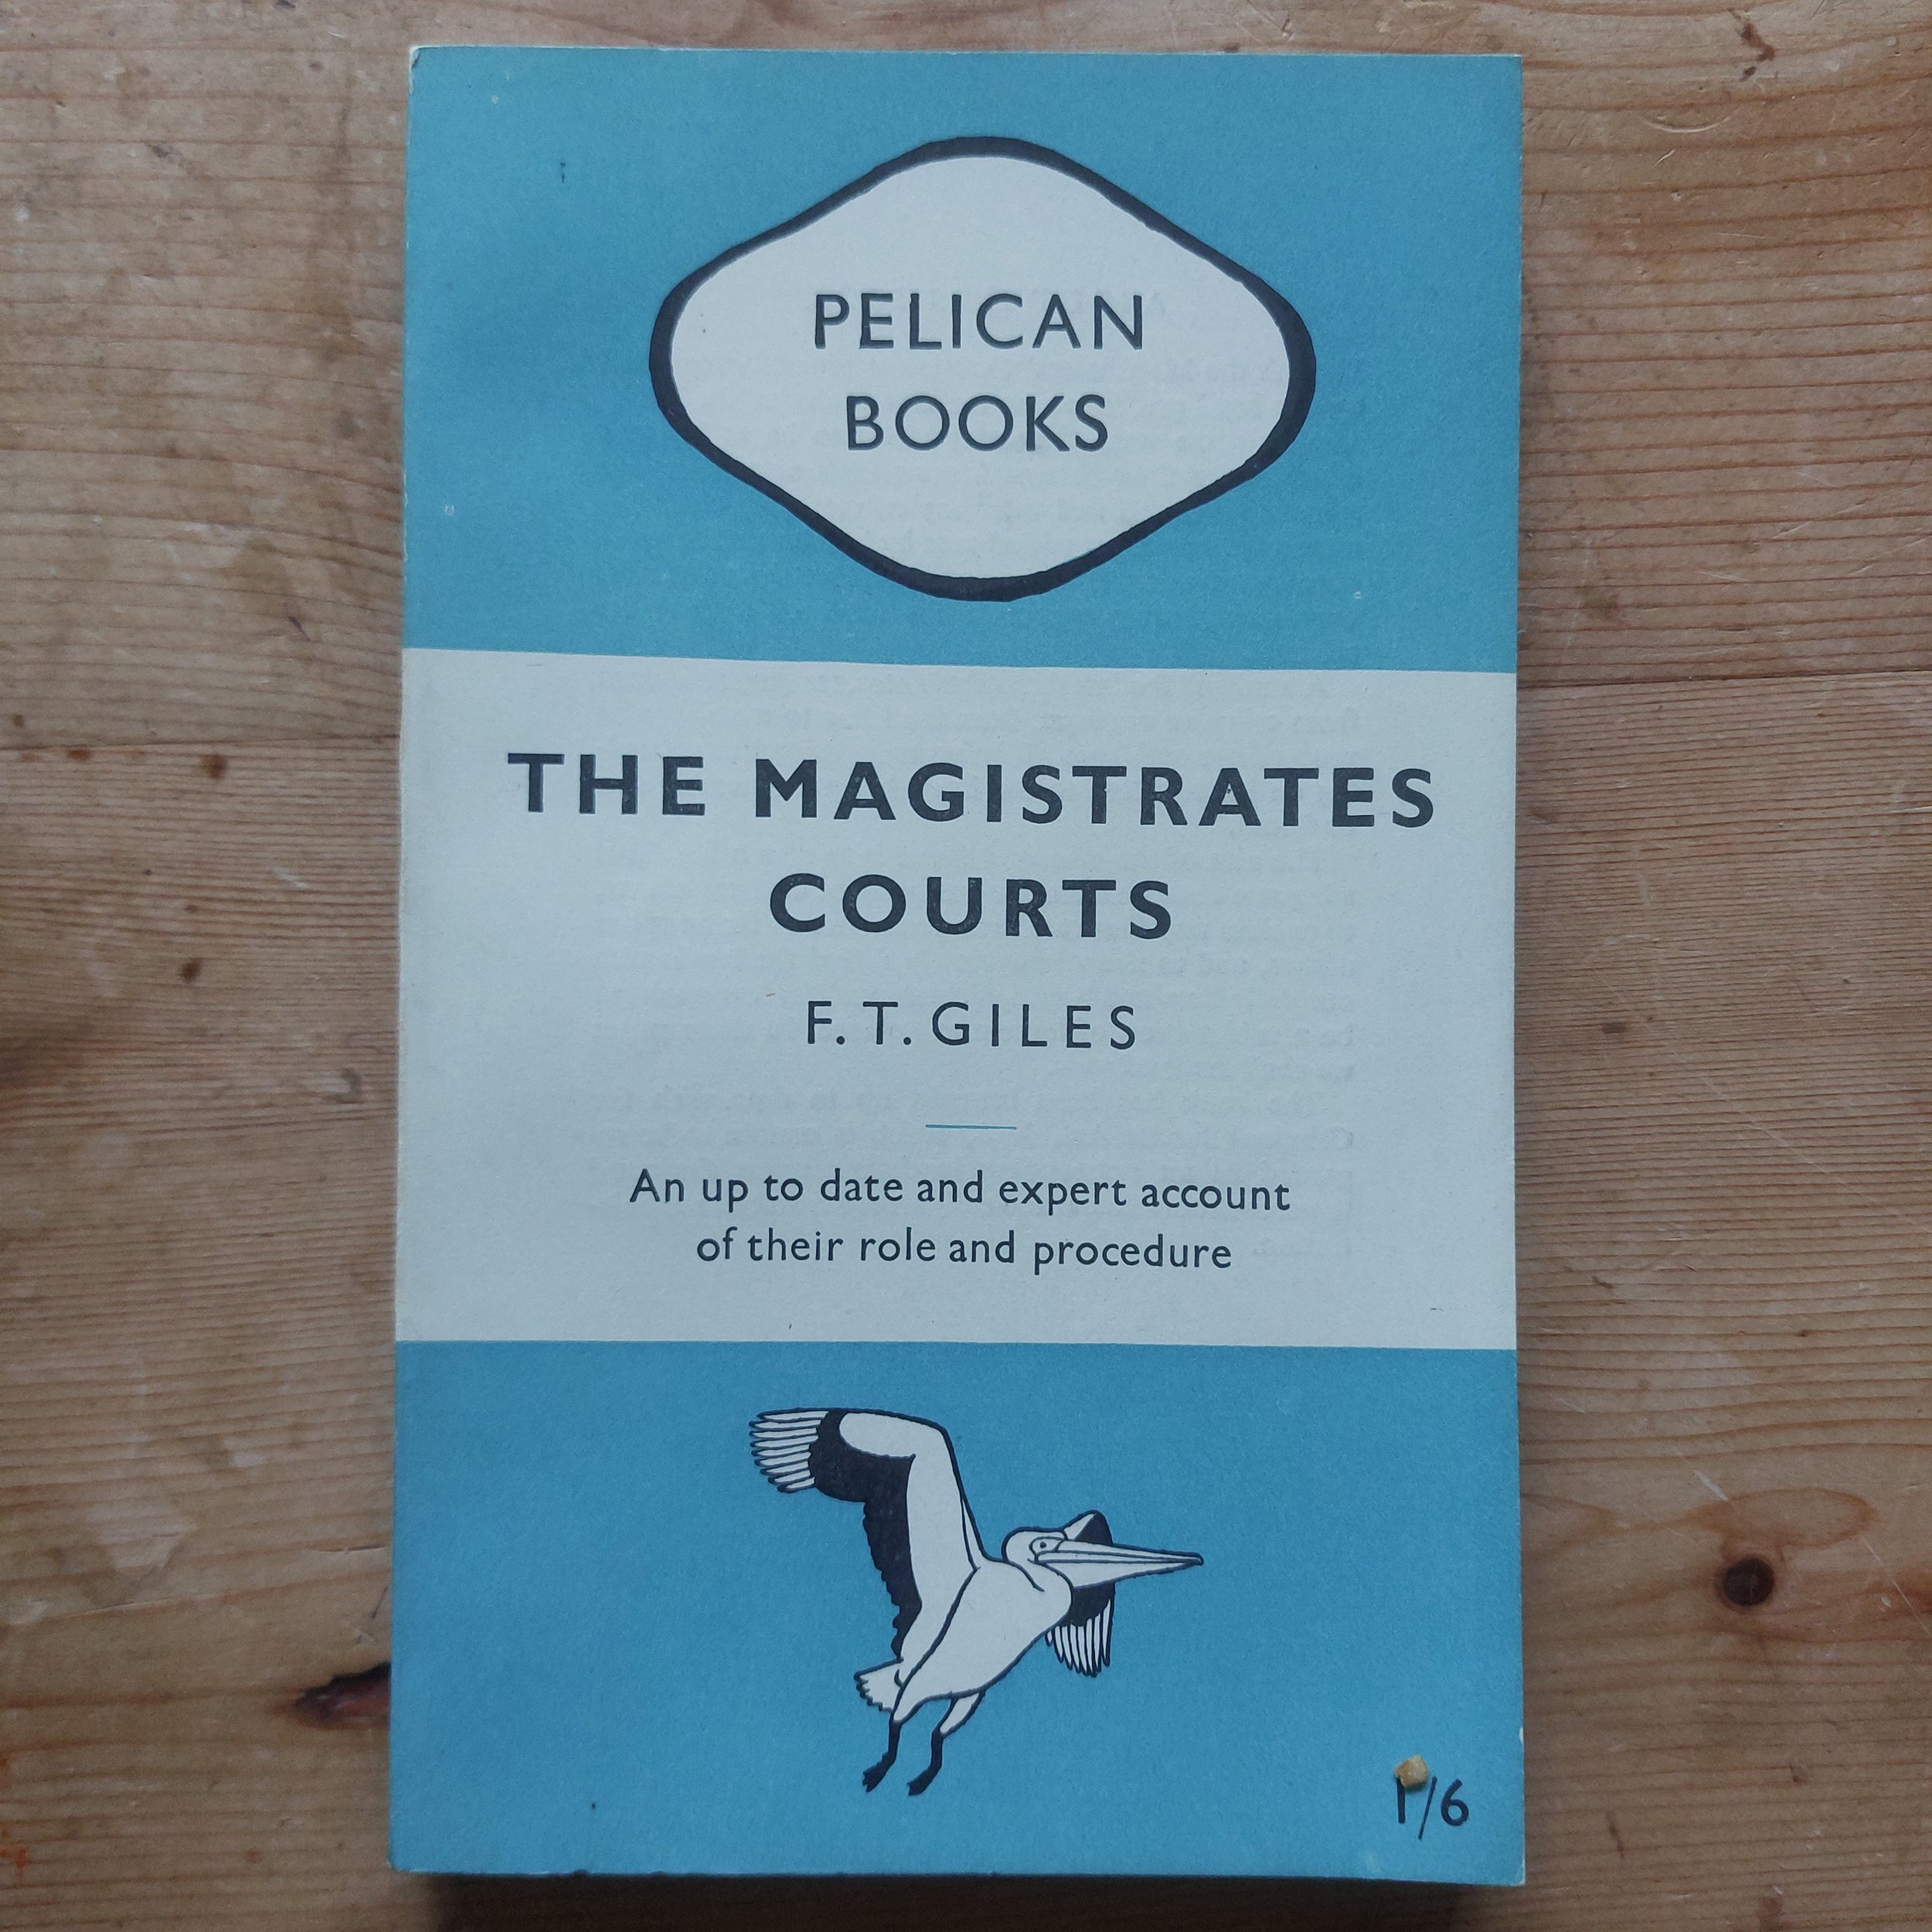 PELICAN
BOOKS
THE MAGISTRATES
COURTS
F. T. GILES
An up to date and expert account
of their role and procedure
1/6